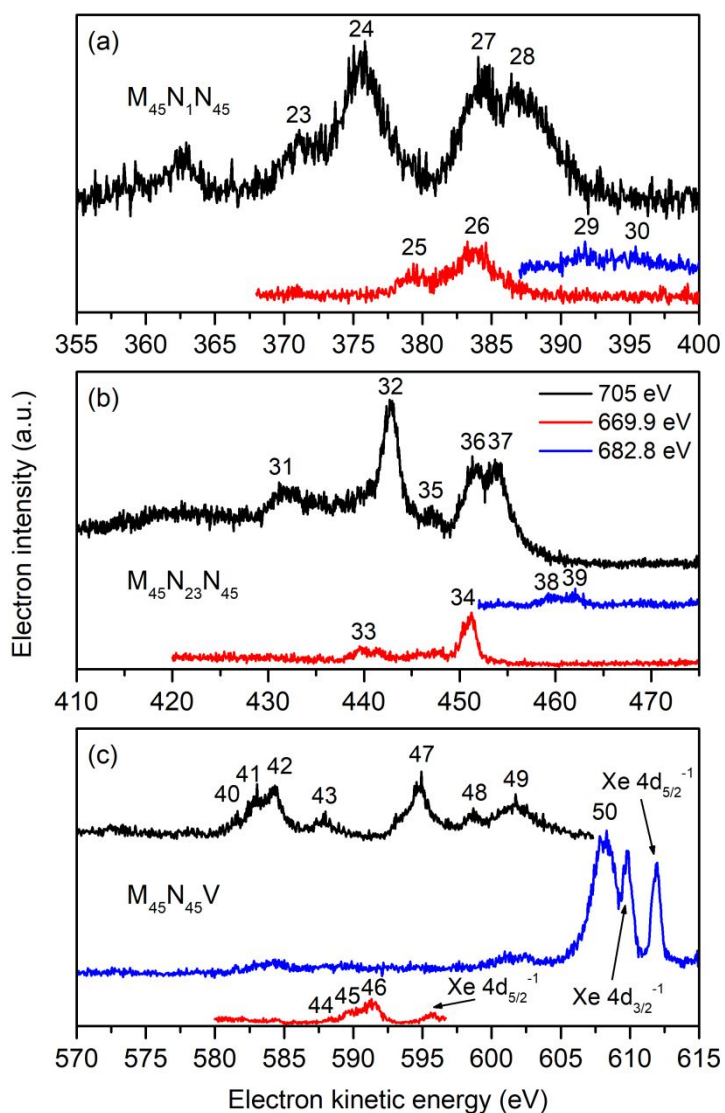 (a)
24
27
28
M₄₅N₁N₄₅
23
26
25
29
30
355 360 365 370 375 380 385 390 395 400
(b)
32
705 eV
669.9 eV
682.8 eV
31
35
36
37
M₄₅N₂₃N₄₅
33
34
38
39
410 420 430 440 450 460 470
Electron intensity (a.u.)
(c)
40
41
42
43
47
48
49
50
Xe 4d₅/₂⁻¹
M₄₅N₄₅V
44
45
46
Xe 4d₅/₂⁻¹
Xe 4d₃/₂⁻¹
570 575 580 585 590 595 600 605 610 615
Electron kinetic energy (eV)